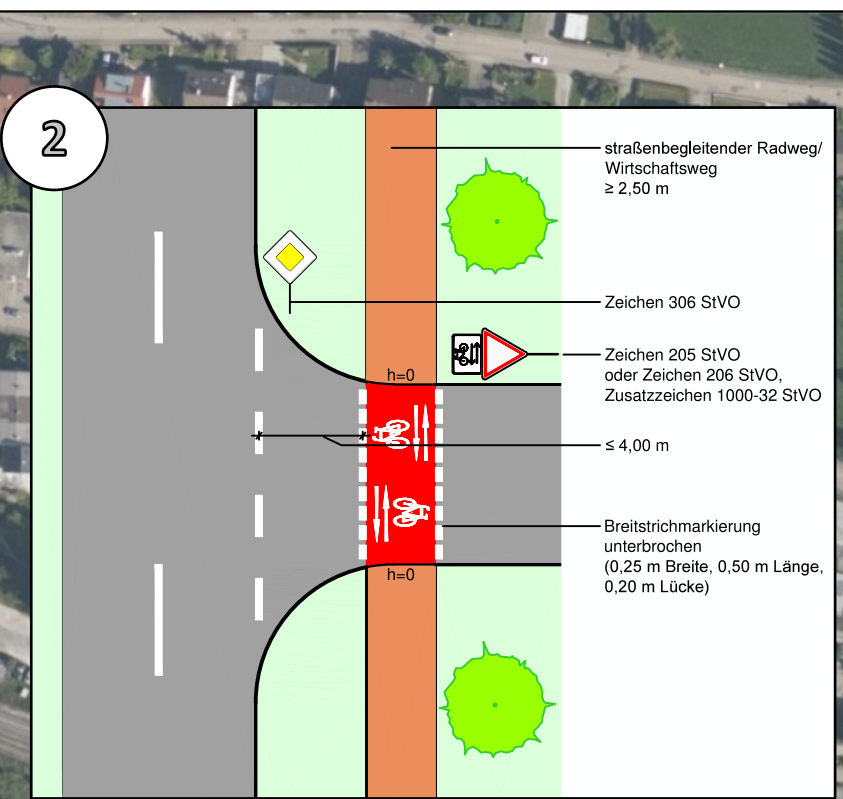 2
straßenbegleitender Radweg/
Wirtschaftsweg
≥ 2,50 m
Zeichen 306 StVO
Zeichen 205 StVO
oder Zeichen 206 StVO,
Zusatzzeichen 1000-32 StVO
h=0
≤ 4,00 m
Breitstrichmarkierung
unterbrochen
(0,25 m Breite, 0,50 m Länge,
0,20 m Lücke)
h=0